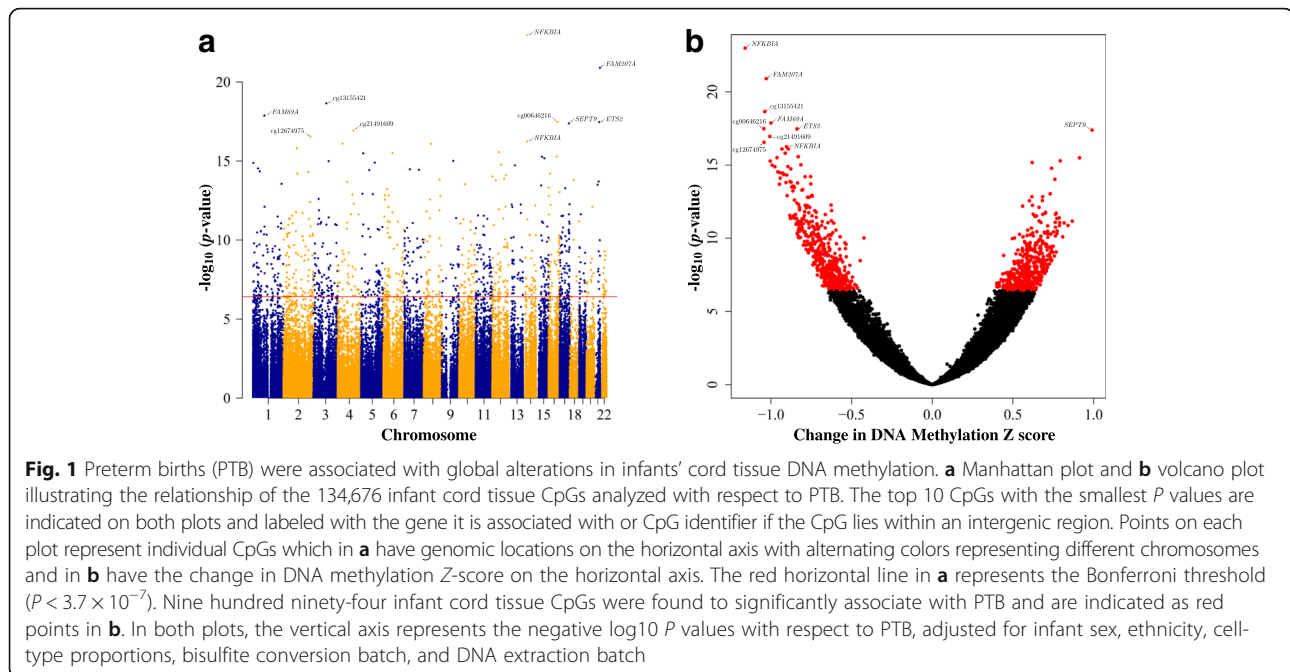 a
NFKBIA
FAM207A
20
cg13155421
FAM69A
cg00646216
SEPT9
ETS2
cg12674975
cg21491609
NFKBIA
15
-log10 (p-value)
10
5
0
1 2 3 4 5 6 7 9 11 13 15 18 22
Chromosome
b
NFKBIA
FAM207A
20
cg13155421
FAM69A
cg00646216
ETS2
SEPT9
cg21491609
cg12674975
NFKBIA
15
-log10 (p-value)
10
5
0
−1.0 −0.5 0.0 0.5 1.0
Change in DNA Methylation Z score
Fig. 1 Preterm births (PTB) were associated with global alterations in infants' cord tissue DNA methylation. a Manhattan plot and b volcano plot
illustrating the relationship of the 134,676 infant cord tissue CpGs analyzed with respect to PTB. The top 10 CpGs with the smallest P values are
indicated on both plots and labeled with the gene it is associated with or CpG identifier if the CpG lies within an intergenic region. Points on each
plot represent individual CpGs which in a have genomic locations on the horizontal axis with alternating colors representing different chromosomes
and in b have the change in DNA methylation Z-score on the horizontal axis. The red horizontal line in a represents the Bonferroni threshold
(P < 3.7 × 10−7). Nine hundred ninety-four infant cord tissue CpGs were found to significantly associate with PTB and are indicated as red
points in b. In both plots, the vertical axis represents the negative log10 P values with respect to PTB, adjusted for infant sex, ethnicity, cell-
type proportions, bisulfite conversion batch, and DNA extraction batch